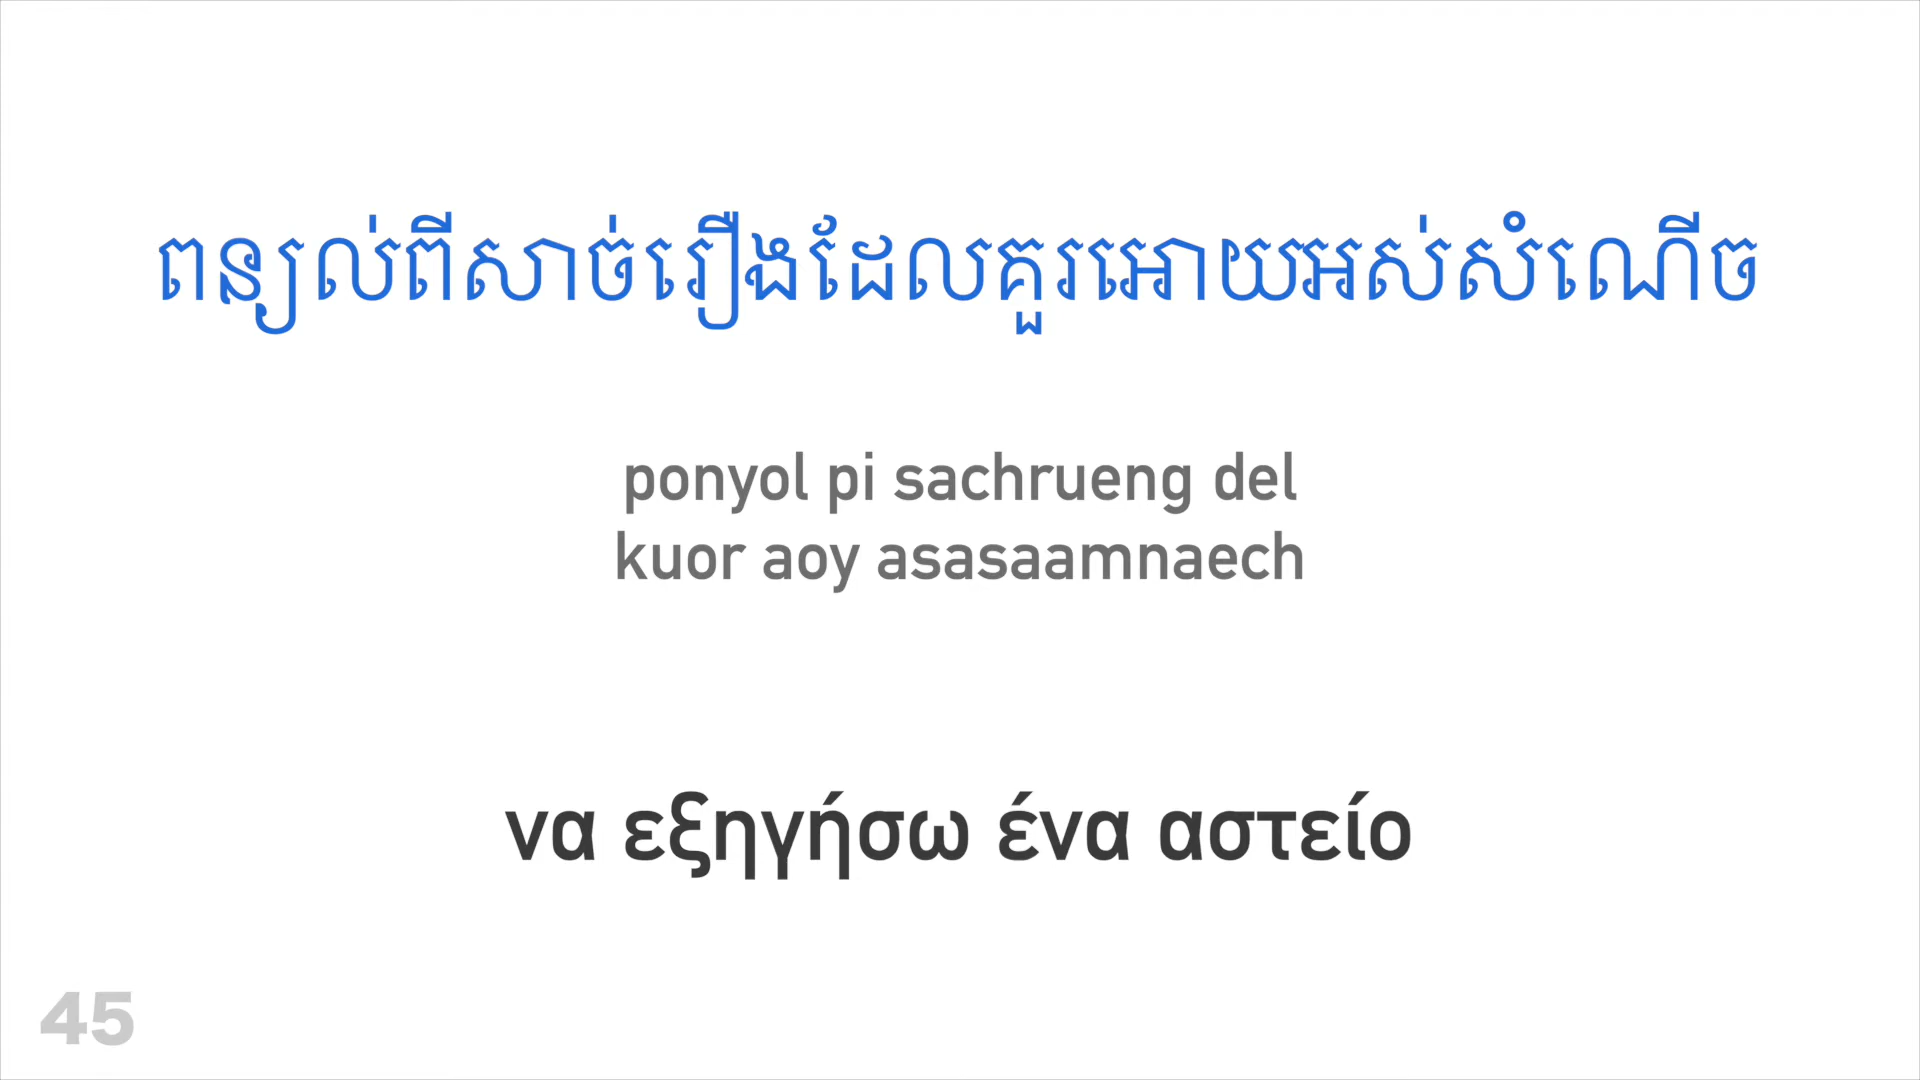 ពន្យល់ពីសាច់រឿងដែលគួរអោយអស់សំណើច
ponyol pi sachrueng del
kuor aoy asasaamnaech
να εξηγήσω ένα αστείο
45